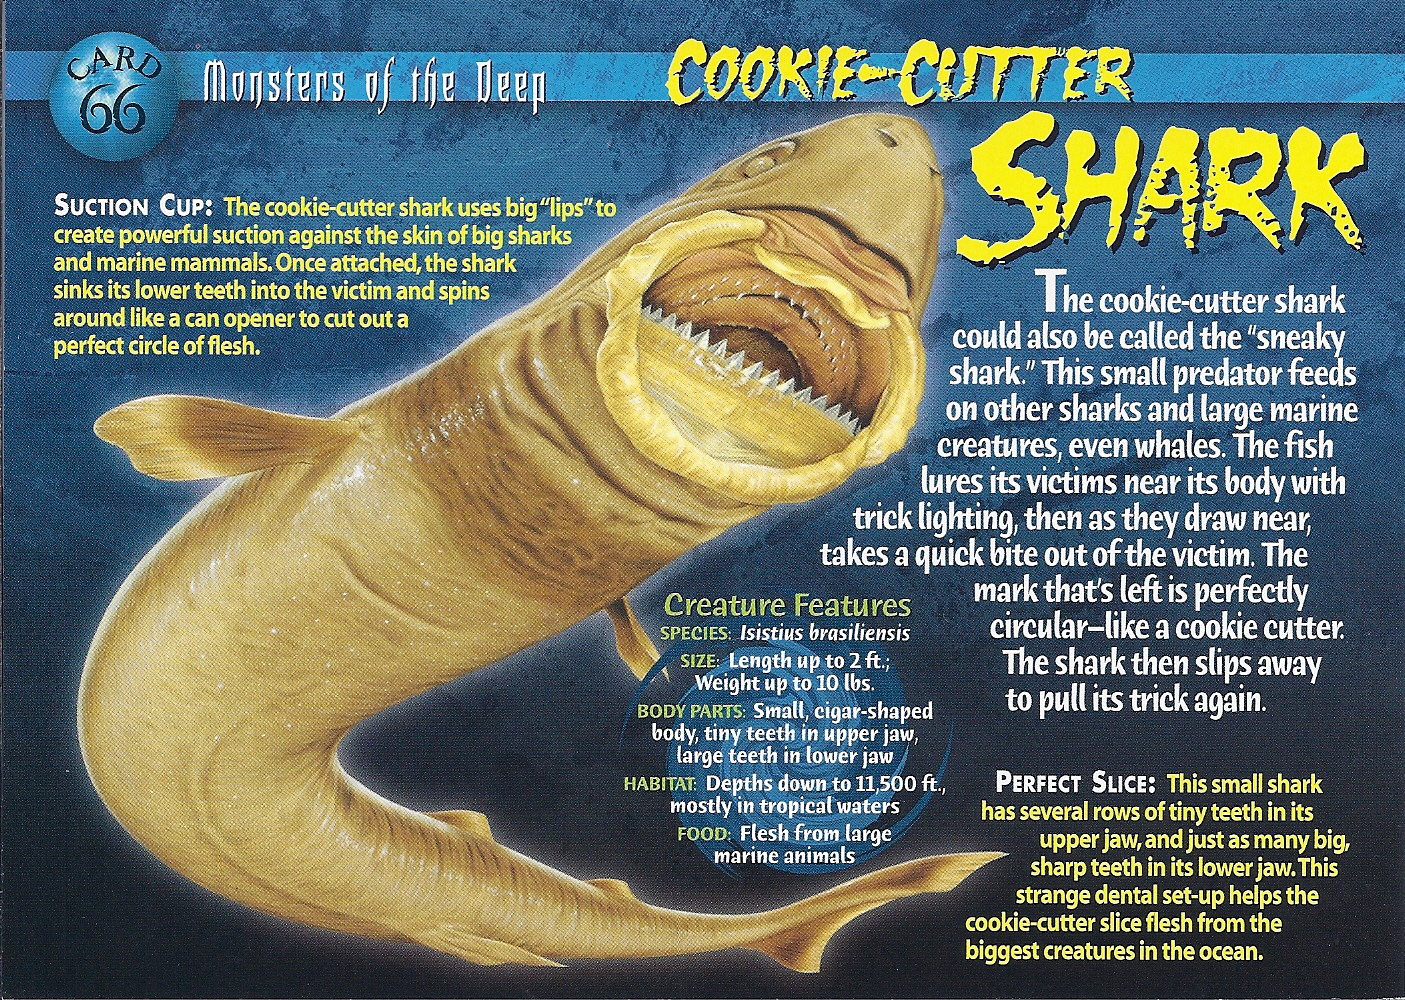 CARD
66
Monsters of the Deep
COOKIE-CUTTER
SHARK
SUCTION CUP: The cookie-cutter shark uses big "lips" to
create powerful suction against the skin of big sharks
and marine mammals. Once attached, the shark
sinks its lower teeth into the victim and spins
around like a can opener to cut out a
perfect circle of flesh.
The cookie-cutter shark
could also be called the "sneaky
shark." This small predator feeds
on other sharks and large marine
creatures, even whales. The fish
lures its victims near its body with
trick lighting, then as they draw near,
takes a quick bite out of the victim. The
mark that's left is perfectly
circular–like a cookie cutter.
The shark then slips away
to pull its trick again.
Creature Features
SPECIES: Isistius brasiliensis
SIZE: Length up to 2 ft.;
Weight up to 10 lbs.
BODY PARTS: Small, cigar-shaped
body, tiny teeth in upper jaw,
large teeth in lower jaw
HABITAT: Depths down to 11,500 ft.,
mostly in tropical waters
FOOD: Flesh from large
marine animals
PERFECT SLICE: This small shark
has several rows of tiny teeth in its
upper jaw, and just as many big,
sharp teeth in its lower jaw. This
strange dental set-up helps the
cookie-cutter slice flesh from the
biggest creatures in the ocean.